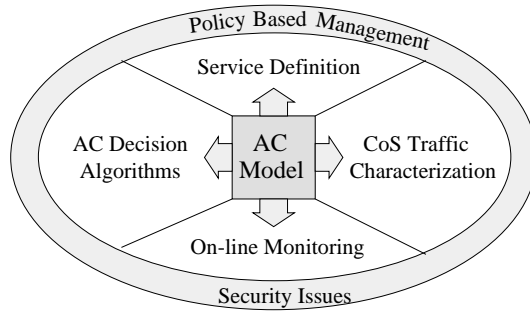 Policy Based Management
Service Definition
AC Decision
Algorithms
AC
Model
CoS Traffic
Characterization
On-line Monitoring
Security Issues